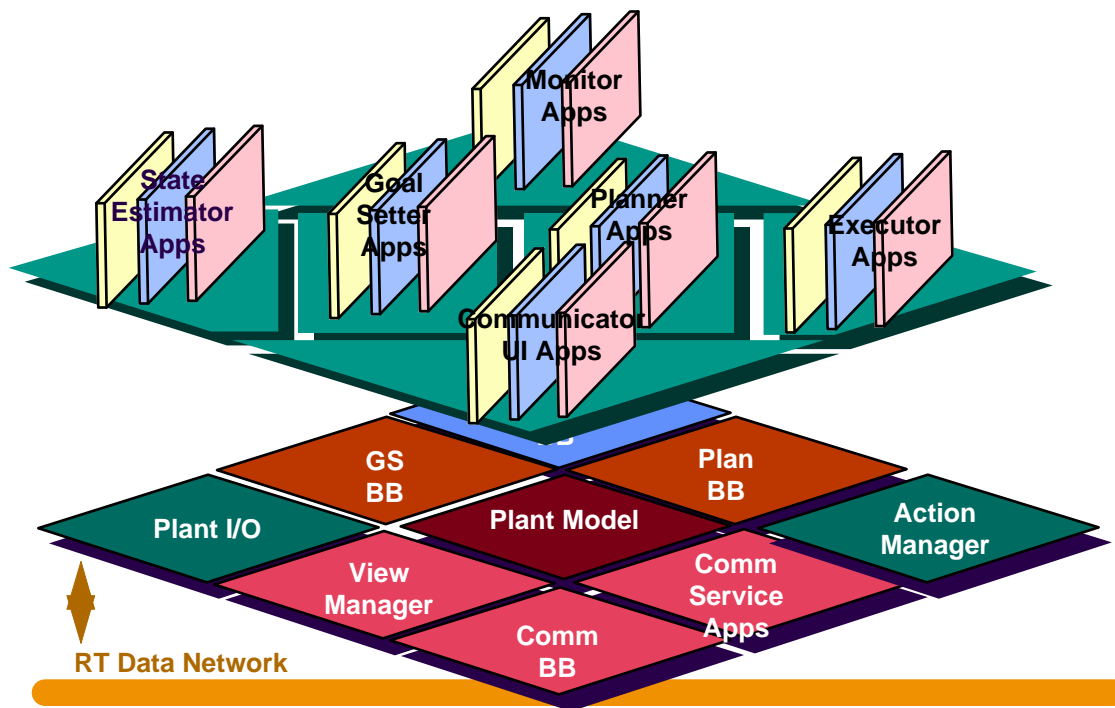 Monitor
Apps
State
Estimator
Apps
Goal
Setter
Apps
Planner
Apps
Executor
Apps
Communicator
UI Apps
GS
BB
Plan
BB
Plant I/O
Plant Model
Action
Manager
View
Manager
Comm
Service
Apps
Comm
BB
RT Data Network